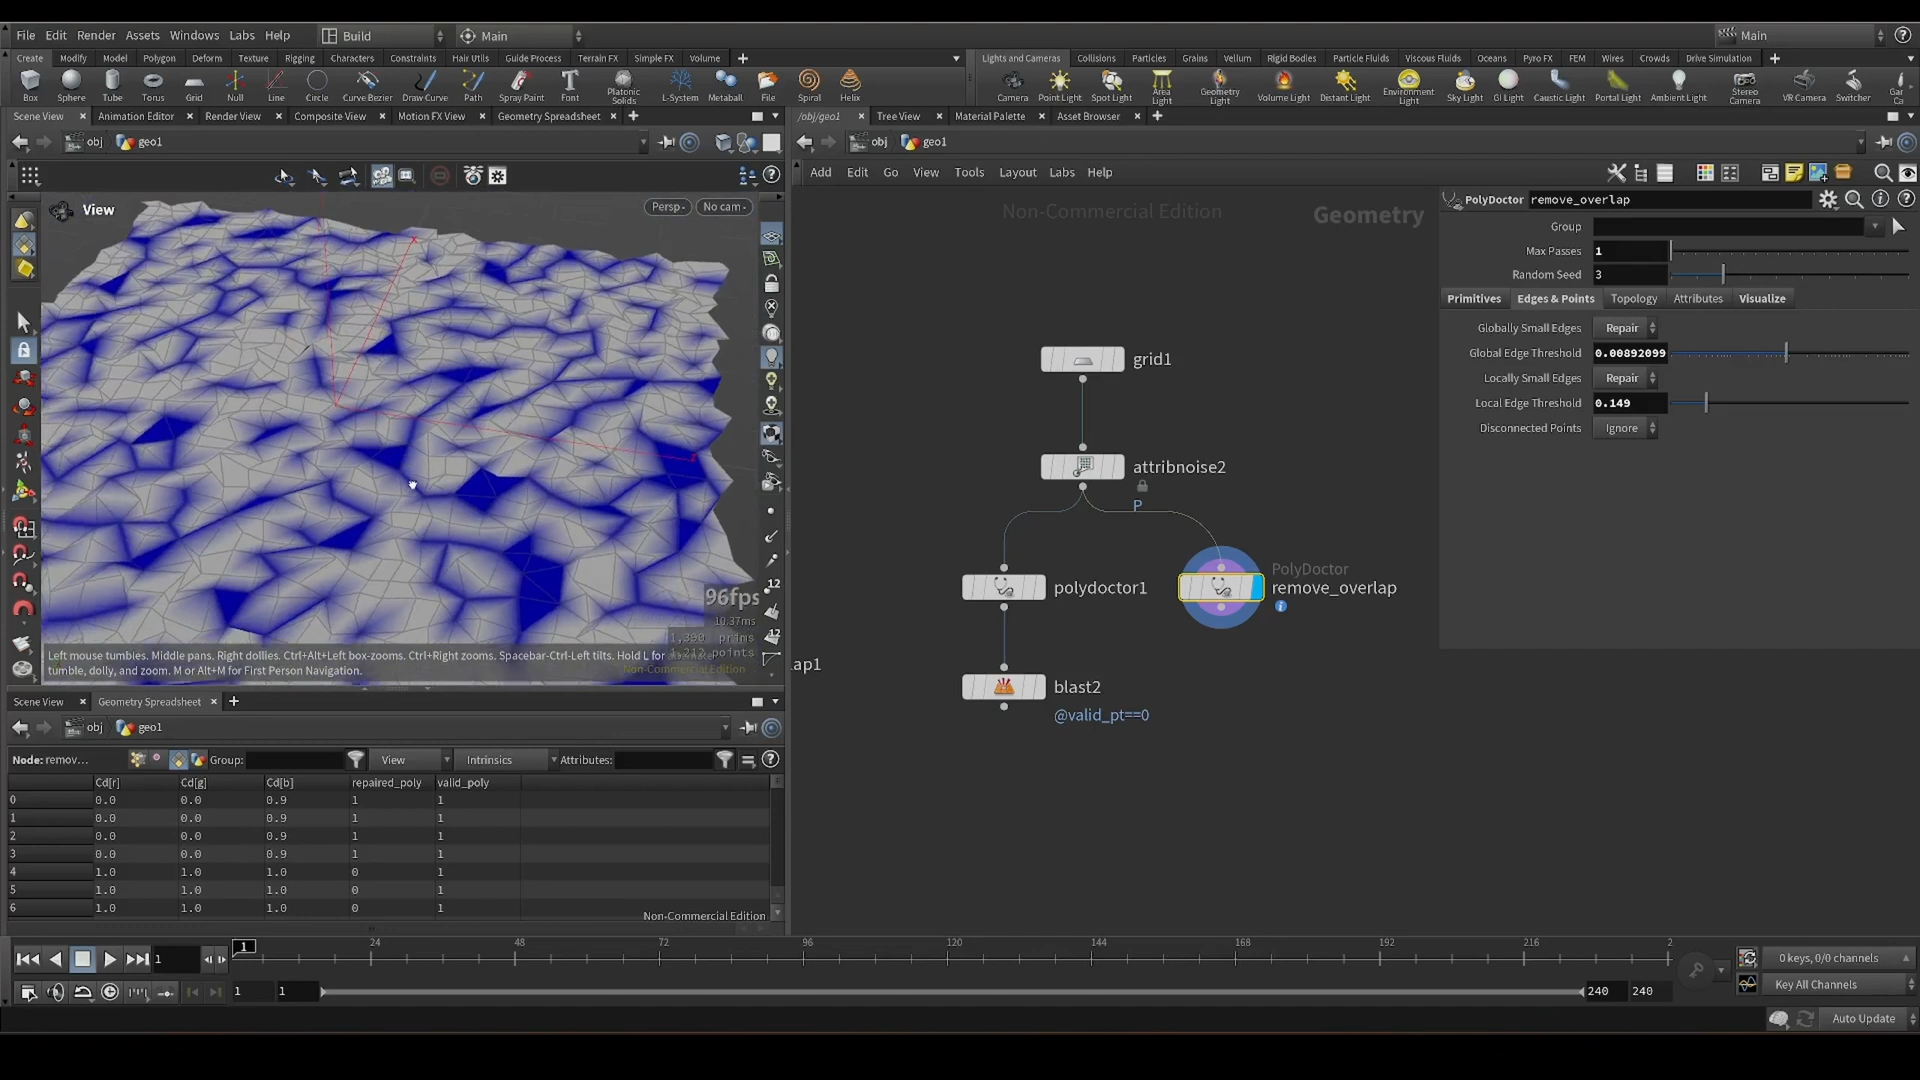 File Edit Render Assets Windows Labs Help Build Main Main
Create Modify Model Polygon Deform Texture Rigging Characters Constraints Hair Utils Guide Process Terrain FX Simple FX Volume
Lights and Cameras Collisions Particles Grains Vellum Rigid Bodies Particle Fluids Viscous Fluids Oceans Pyro FX FEM Wires Crowds Drive Simulation
Box Sphere Tube Torus Grid Null Line Circle Curve Bezier Draw Curve Path Spray Paint Font Platonic Solids L-System Metaball File Spiral Helix
Camera Point Light Spot Light Area Light Geometry Light Volume Light Distant Light Environment Light Sky Light GI Light Caustic Light Portal Light Ambient Light Stereo Camera VR Camera Switcher Gar Ca
Scene View Animation Editor Render View Composite View Motion FX View Geometry Spreadsheet
/obj/geo1 Tree View Material Palette Asset Browser
obj geo1
obj geo1
Add Edit Go View Tools Layout Labs Help
View Persp No cam
Non-Commercial Edition Geometry
PolyDoctor remove_overlap
Group
Max Passes 1
Random Seed 3
Primitives Edges & Points Topology Attributes Visualize
Globally Small Edges Repair
Global Edge Threshold 0.00892099
Locally Small Edges Repair
Local Edge Threshold 0.149
Disconnected Points Ignore
grid1
attribnoise2
P
polydoctor1
PolyDoctor
remove_overlap
lap1
blast2
@valid_pt==0
12
12
96fps
10.37ms
1,390 prims
1,212 points
Left mouse tumbles. Middle pans. Right dollies. Ctrl+Alt+Left box-zooms. Ctrl+Right zooms. Spacebar-Ctrl-Left tilts. Hold L for
tumble, dolly, and zoom. M or Alt+M for First Person Navigation.
Non-Commercial Edition
Scene View Geometry Spreadsheet
obj geo1
Node: remov... Group: View Intrinsics Attributes:
Cd[r] Cd[g] Cd[b] repaired_poly valid_poly
0 0.0 0.0 0.9 1 1
1 0.0 0.0 0.9 1 1
2 0.0 0.0 0.9 1 1
3 0.0 0.0 0.9 1 1
4 1.0 1.0 1.0 0 1
5 1.0 1.0 1.0 0 1
6 1.0 1.0 1.0 0 1
Non-Commercial Edition
1 1 24 48 72 96 120 144 168 192 216 2
0 keys, 0/0 channels
1 1 240 240
Key All Channels
Auto Update